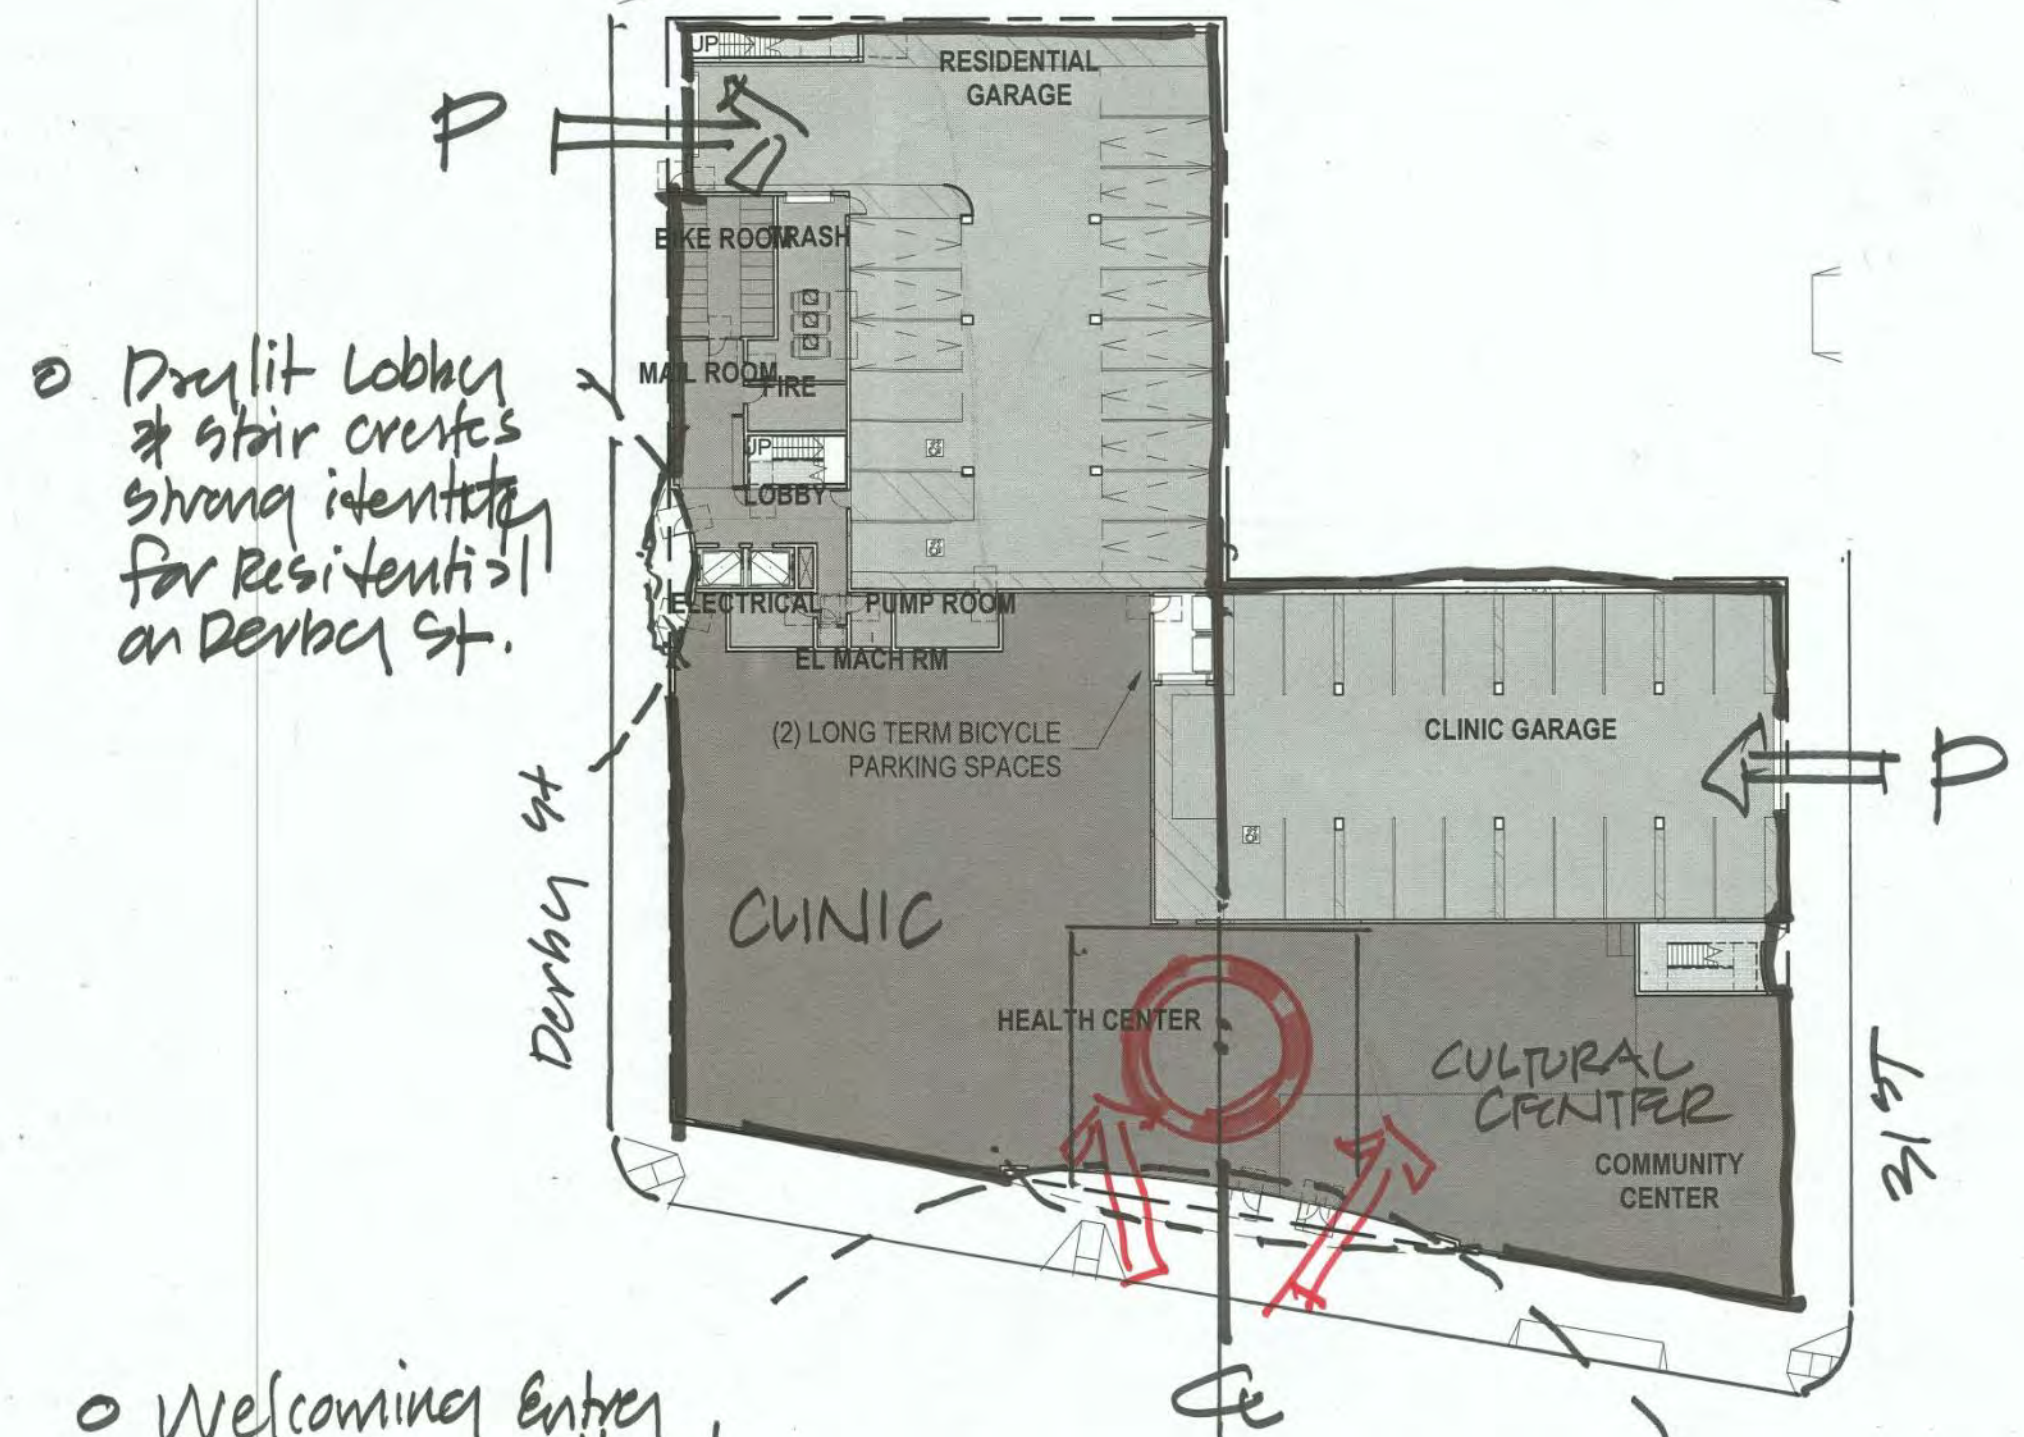 UP
RESIDENTIAL
GARAGE
P
BIKE ROOM
TRASH
MAIL ROOM
FIRE
UP
LOBBY
○ Daylit Lobby
& stair creates
strong identity
for Residential
on Derby St.
ELECTRICAL
PUMP ROOM
EL MACH RM
(2) LONG TERM BICYCLE
PARKING SPACES
CLINIC GARAGE
P
Derby St
CLINIC
HEALTH CENTER
CULTURAL
CENTER
COMMUNITY
CENTER
31 ST
CL
○ Welcoming Entry